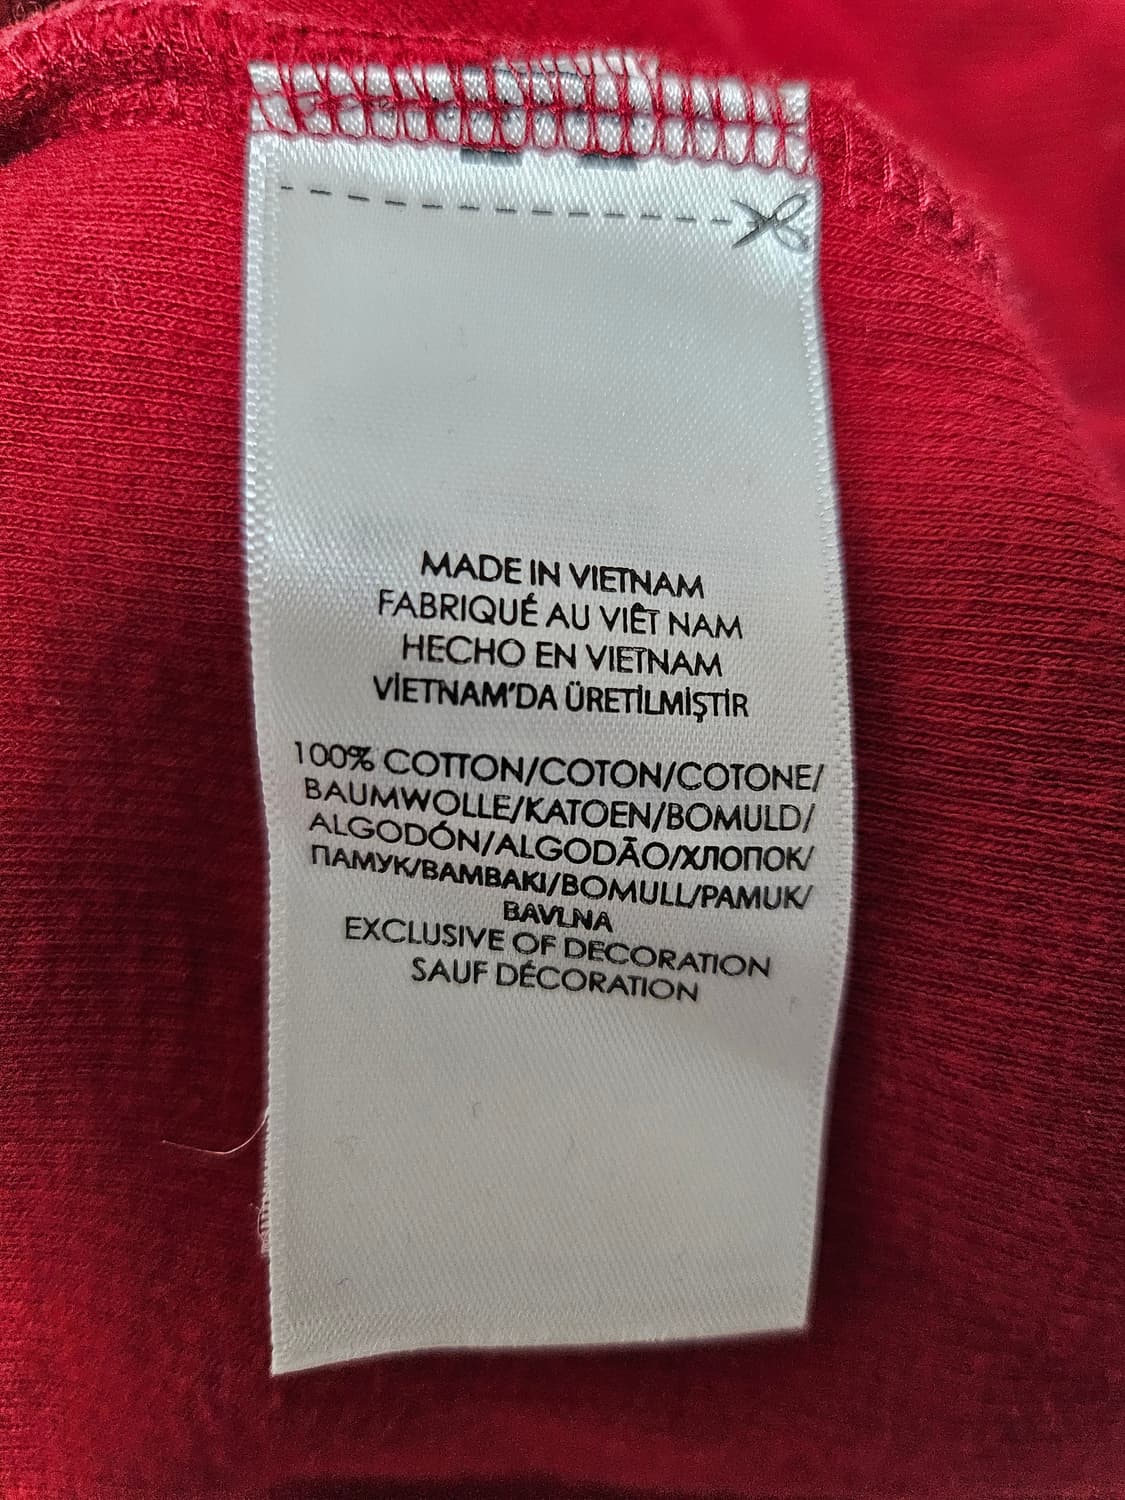 MADE IN VIETNAM
FABRIQUÉ AU VIÊT NAM
HECHO EN VIETNAM
VİETNAM'DA ÜRETİLMİŞTİR
100% COTTON/COTON/COTONE/
BAUMWOLLE/KATOEN/BOMULD/
ALGODÓN/ALGODÃO/ХЛОПОК/
ПАМУК/BAMBAKI/BOMULL/PAMUK/
BAVLNA
EXCLUSIVE OF DECORATION
SAUF DÉCORATION